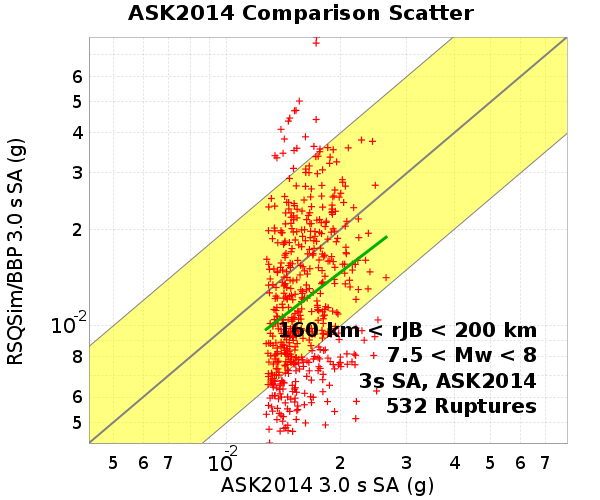 ASK2014 Comparison Scatter
RSQSim/BBP 3.0 s SA (g)
6
5
4
3
2
10-2
8
6
5
160 km < rJB < 200 km
7.5 < Mw < 8
3s SA, ASK2014
532 Ruptures
5 6 7 10-2 2 3 4 5 6 7
ASK2014 3.0 s SA (g)